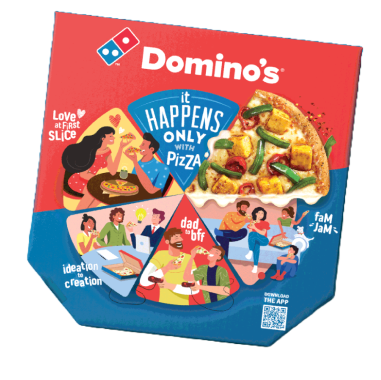 Domino's®
it
HAPPENS
ONLY
WITH
PizzA
Love
at FiRST
SLiCe
dad
to bff
faM
JaM
ideation
to
creation
DOWNLOAD
THE APP